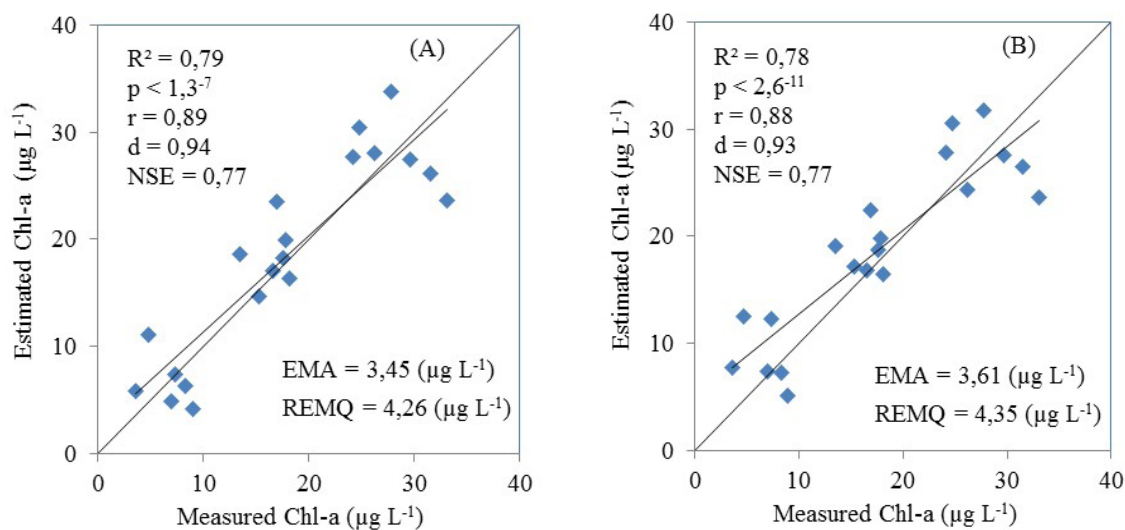 (A)
R² = 0,79
p < 1,3⁻⁷
r = 0,89
d = 0,94
NSE = 0,77
EMA = 3,45 (µg L⁻¹)
REMQ = 4,26 (µg L⁻¹)
Estimated Chl-a (µg L⁻¹)
40
30
20
10
0
0 10 20 30 40
Measured Chl-a (µg L⁻¹)
(B)
R² = 0,78
p < 2,6⁻¹¹
r = 0,88
d = 0,93
NSE = 0,77
EMA = 3,61 (µg L⁻¹)
REMQ = 4,35 (µg L⁻¹)
Estimated Chl-a (µg L⁻¹)
40
30
20
10
0
0 10 20 30 40
Measured Chl-a (µg L⁻¹)